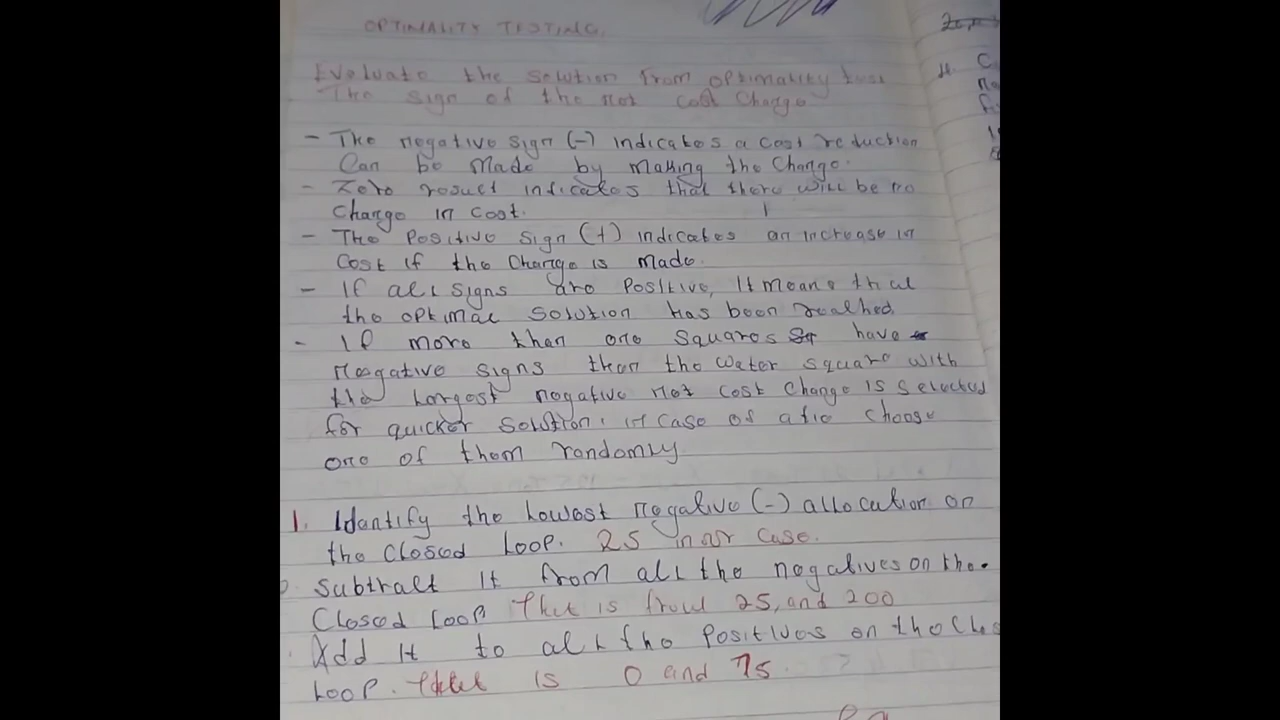 OPTIMALITY TESTING
Evaluate the solution from optimality test
The sign of the net cost change
- The negative sign (-) indicates a cost reduction
Can be made by making the change.
- Zero result indicates that there will be no
change in cost.
- The positive sign (+) indicates an increase in
cost if the change is made.
- If all signs are positive, it means that
the optimal solution has been reached
- If more than one squares have
negative signs then the water square with
the largest negative net cost change is selected
for quicker solution. in case of a tie choose
one of them randomly
1. Identify the lowest negative (-) allocation on
the closed loop. 25 in our case.
Subtract it from all the negatives on the
Closed Loop that is from 25, and 200
Add it to all the positives on the Clo
Loop. that is 0 and 75.